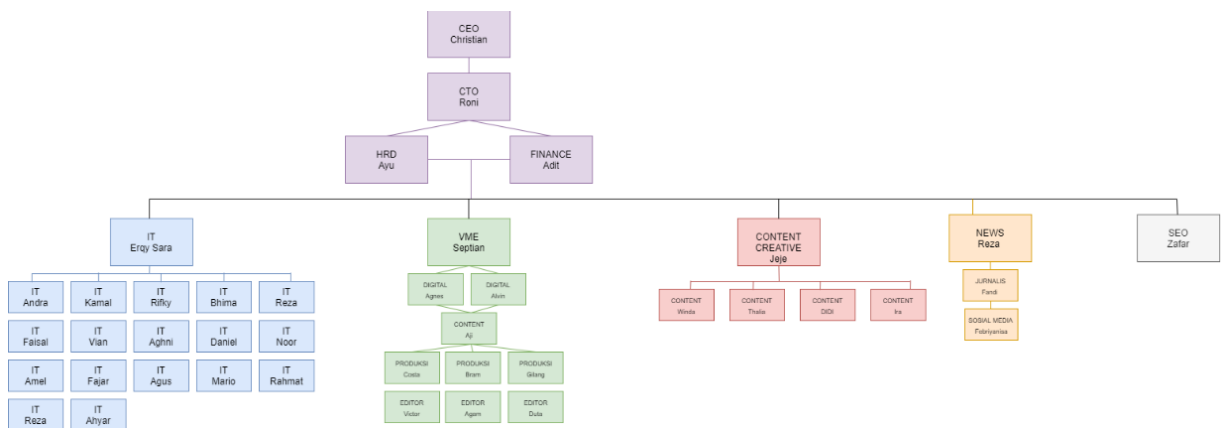 CEO
Christian
CTO
Roni
HRD
Ayu
FINANCE
Adit
IT
Erqy Sara
VME
Septian
CONTENT
CREATIVE
Jeje
NEWS
Reza
SEO
Zafar
IT
Andra
IT
Kamal
IT
Rifky
IT
Bhima
IT
Reza
IT
Faisal
IT
Vian
IT
Aghni
IT
Daniel
IT
Noor
IT
Amel
IT
Fajar
IT
Agus
IT
Mario
IT
Rahmat
IT
Reza
IT
Ahyar
DIGITAL
Agnes
DIGITAL
Alvin
CONTENT
Aji
PRODUKSI
Costa
PRODUKSI
Bram
PRODUKSI
Gilang
EDITOR
Victor
EDITOR
Agam
EDITOR
Duta
CONTENT
Winda
CONTENT
Thalia
CONTENT
DIDI
CONTENT
Ira
JURNALIS
Fandi
SOSIAL MEDIA
Febriyanisa